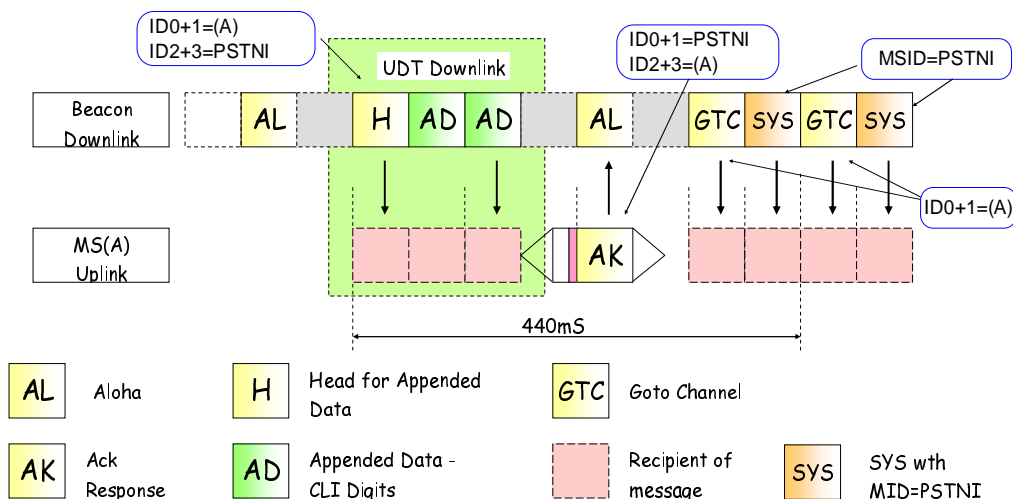 ID0+1=(A)
ID2+3=PSTNI
UDT Downlink
ID0+1=PSTNI
ID2+3=(A)
MSID=PSTNI
Beacon
Downlink
AL
H
AD
AD
AL
GTC
SYS
GTC
SYS
ID0+1=(A)
MS(A)
Uplink
AK
440mS
AL
Aloha
H
Head for Appended
Data
GTC
Goto Channel
AK
Ack
Response
AD
Appended Data -
CLI Digits
Recipient of
message
SYS
SYS wth
MID=PSTNI